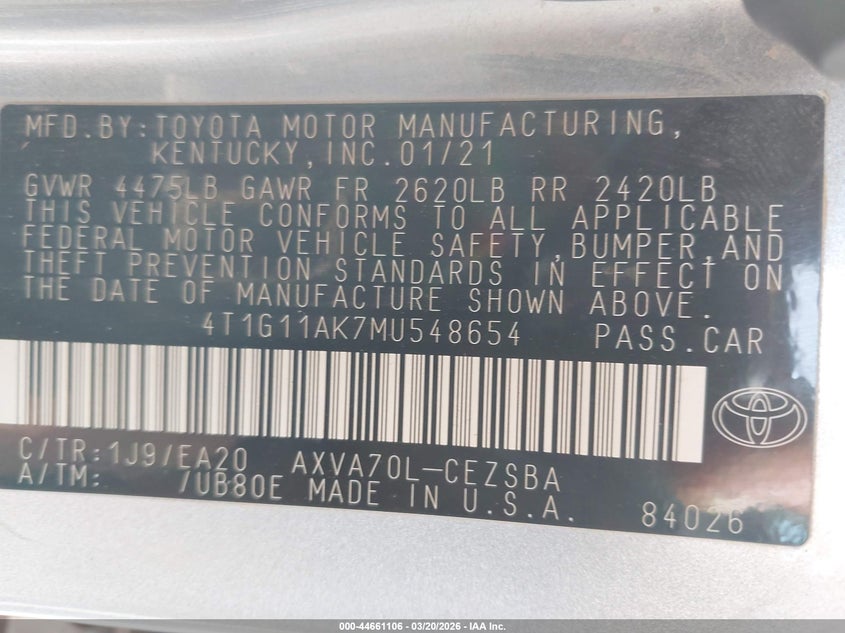 MFD.BY:TOYOTA MOTOR MANUFACTURING,
KENTUCKY,INC.01/21
GVWR 4475LB GAWR FR 2620LB RR 2420LB
THIS VEHICLE CONFORMS TO ALL APPLICABLE
FEDERAL MOTOR VEHICLE SAFETY,BUMPER,AND
THEFT PREVENTION STANDARDS IN EFFECT ON
THE DATE OF MANUFACTURE SHOWN ABOVE.
4T1G11AK7MU548654 PASS.CAR
C/TR:1J9/EA20 AXVA70L-CEZSBA
A/TM: /UB80E MADE IN U.S.A. 84026
000-44661106 - 03/20/2026 - IAA Inc.